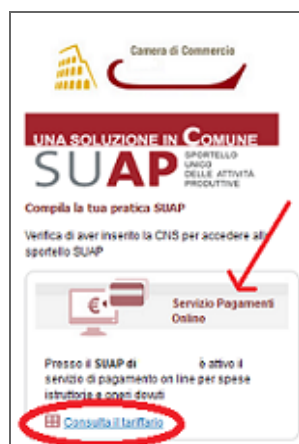 Camera di Commercio
UNA SOLUZIONE IN COMUNE
SUAP
SPORTELLO
UNICO
DELLE ATTIVITÀ
PRODUTTIVE
Compila la tua pratica SUAP
Verifica di aver inserito la CNS per accedere allo
sportello SUAP
€
Servizio Pagamenti
Online
Presso il SUAP di è attivo il
servizio di pagamento on line per spese
istruttorie e oneri dovuti
Consulta il tariffario